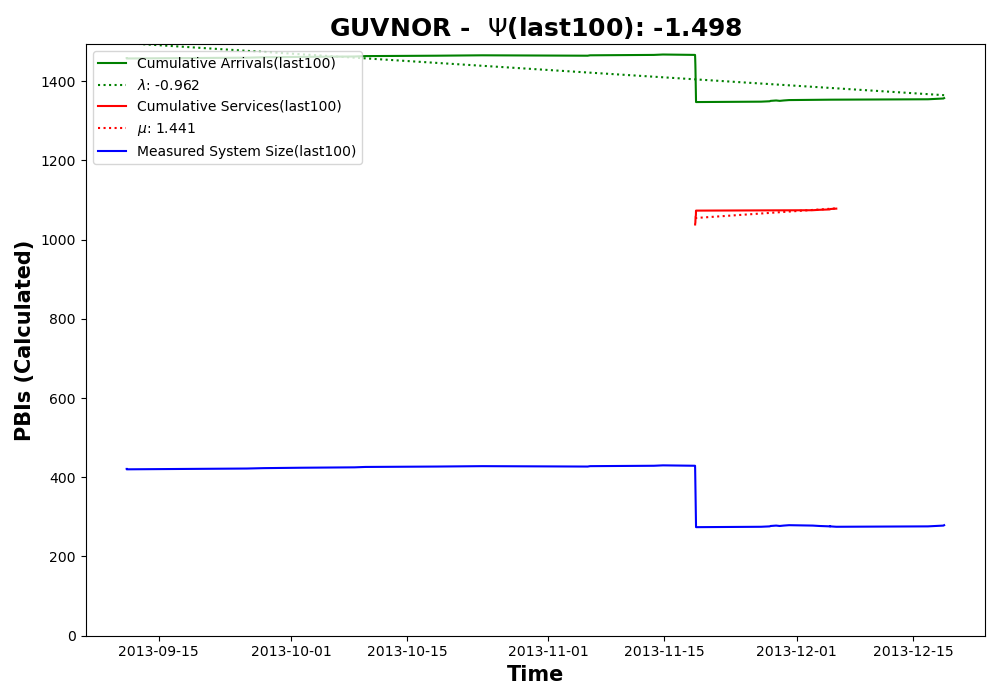 GUVNOR -  Ψ(last100): -1.498
Cumulative Arrivals(last100)
λ: -0.962
Cumulative Services(last100)
μ: 1.441
Measured System Size(last100)
1400
1200
1000
800
600
400
200
0
PBIs (Calculated)
2013-09-15 2013-10-01 2013-10-15 2013-11-01 2013-11-15 2013-12-01 2013-12-15
Time